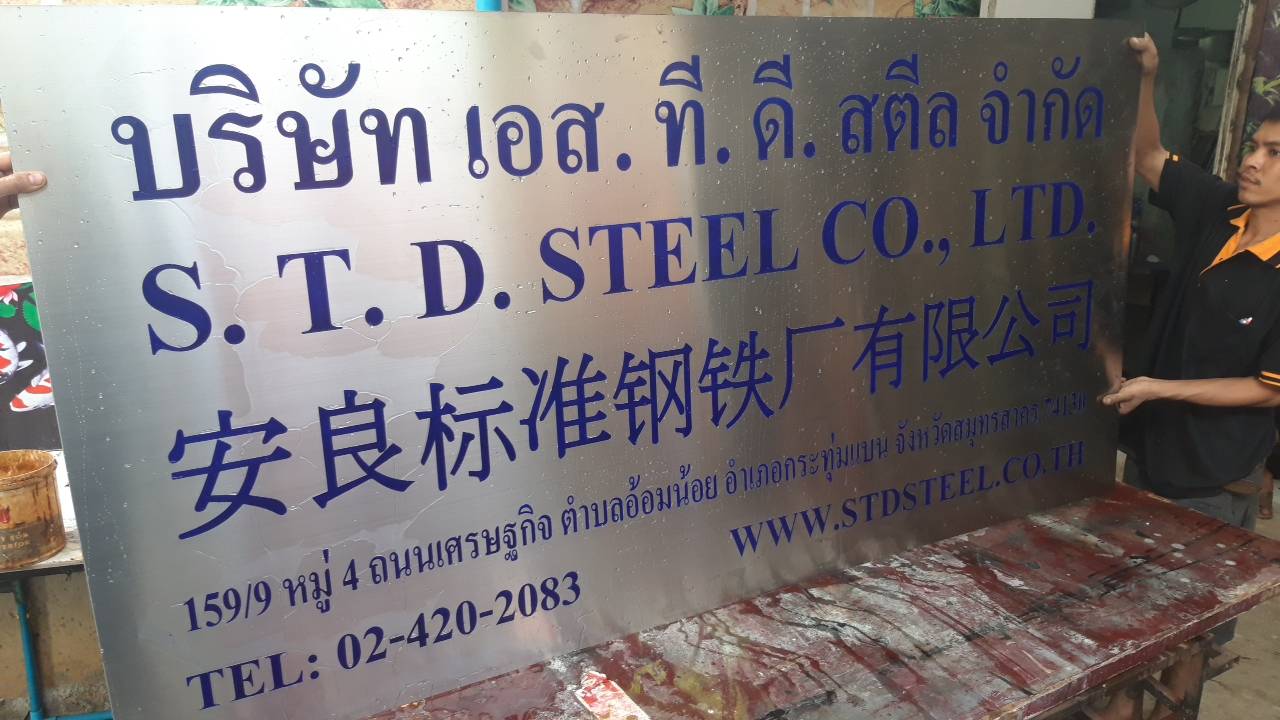 บริษัท เอส. ที. ดี. สตีล จำกัด
S. T. D. STEEL CO., LTD.
安良标准钢铁厂有限公司
159/9 หมู่ 4 ถนนเศรษฐกิจ ตำบลอ้อมน้อย อำเภอกระทุ่มแบน จังหวัดสมุทรสาคร 74130
WWW.STDSTEEL.CO.TH
TEL: 02-420-2083